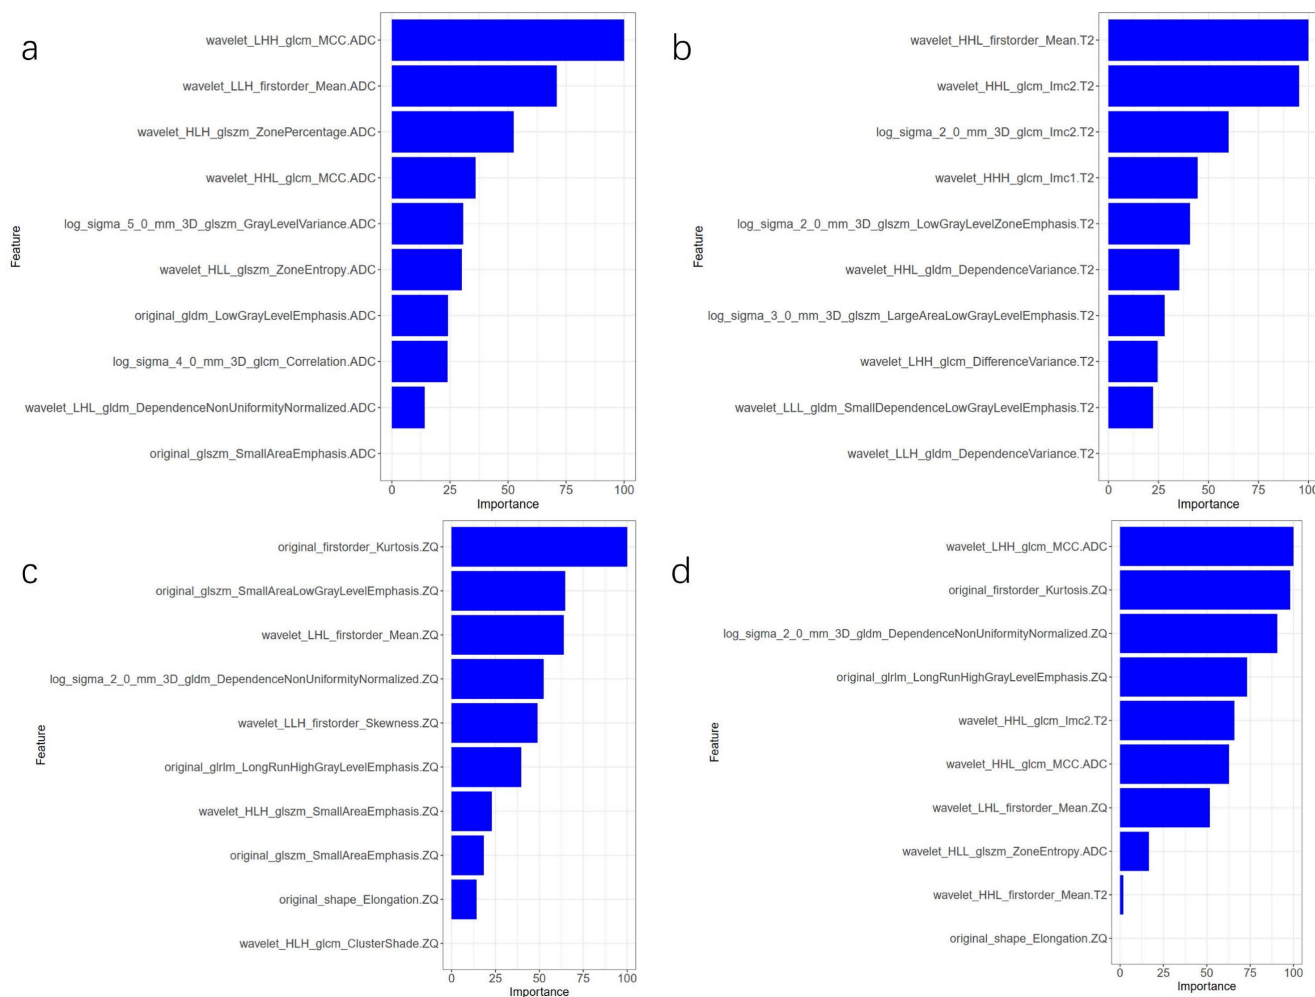 a
wavelet_LHH_glcm_MCC.ADC
wavelet_LLH_firstorder_Mean.ADC
wavelet_HLH_glszm_ZonePercentage.ADC
wavelet_HHL_glcm_MCC.ADC
log_sigma_5_0_mm_3D_glszm_GrayLevelVariance.ADC
wavelet_HLL_glszm_ZoneEntropy.ADC
original_gldm_LowGrayLevelEmphasis.ADC
log_sigma_4_0_mm_3D_glcm_Correlation.ADC
wavelet_LHL_gldm_DependenceNonUniformityNormalized.ADC
original_glszm_SmallAreaEmphasis.ADC
Feature
0 25 50 75 100
Importance
b
wavelet_HHL_firstorder_Mean.T2
wavelet_HHL_glcm_Imc2.T2
log_sigma_2_0_mm_3D_glcm_Imc2.T2
wavelet_HHH_glcm_Imc1.T2
log_sigma_2_0_mm_3D_glszm_LowGrayLevelZoneEmphasis.T2
wavelet_HHL_gldm_DependenceVariance.T2
log_sigma_3_0_mm_3D_glszm_LargeAreaLowGrayLevelEmphasis.T2
wavelet_LHH_glcm_DifferenceVariance.T2
wavelet_LLL_gldm_SmallDependenceLowGrayLevelEmphasis.T2
wavelet_LLH_gldm_DependenceVariance.T2
Feature
0 25 50 75 100
Importance
c
original_firstorder_Kurtosis.ZQ
original_glszm_SmallAreaLowGrayLevelEmphasis.ZQ
wavelet_LHL_firstorder_Mean.ZQ
log_sigma_2_0_mm_3D_gldm_DependenceNonUniformityNormalized.ZQ
wavelet_LLH_firstorder_Skewness.ZQ
original_glrlm_LongRunHighGrayLevelEmphasis.ZQ
wavelet_HLH_glszm_SmallAreaEmphasis.ZQ
original_glszm_SmallAreaEmphasis.ZQ
original_shape_Elongation.ZQ
wavelet_HLH_glcm_ClusterShade.ZQ
Feature
0 25 50 75 100
Importance
d
wavelet_LHH_glcm_MCC.ADC
original_firstorder_Kurtosis.ZQ
log_sigma_2_0_mm_3D_gldm_DependenceNonUniformityNormalized.ZQ
original_glrlm_LongRunHighGrayLevelEmphasis.ZQ
wavelet_HHL_glcm_Imc2.T2
wavelet_HHL_glcm_MCC.ADC
wavelet_LHL_firstorder_Mean.ZQ
wavelet_HLL_glszm_ZoneEntropy.ADC
wavelet_HHL_firstorder_Mean.T2
original_shape_Elongation.ZQ
Feature
0 25 50 75 100
Importance